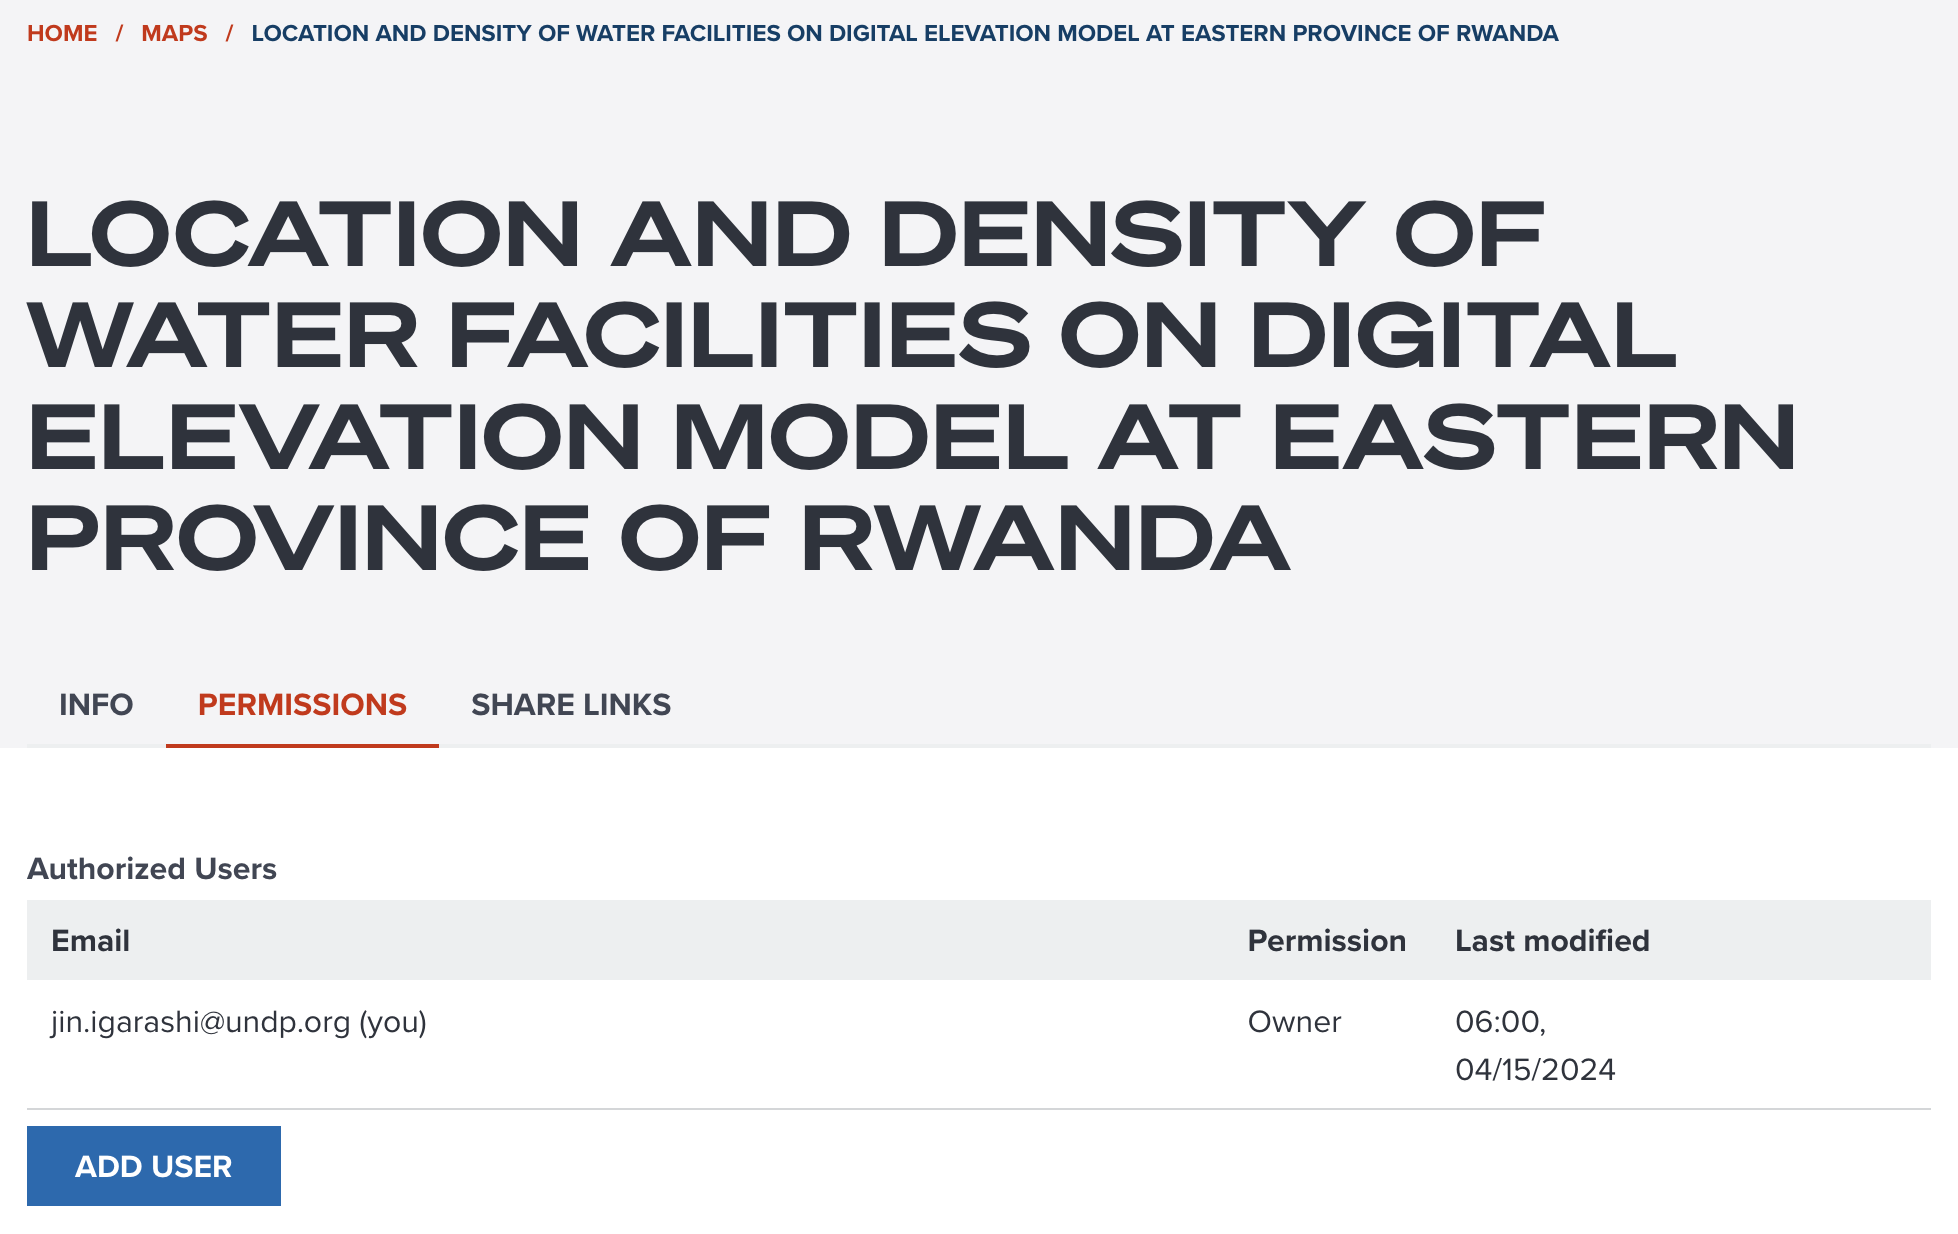 HOME / MAPS / LOCATION AND DENSITY OF WATER FACILITIES ON DIGITAL ELEVATION MODEL AT EASTERN PROVINCE OF RWANDA
LOCATION AND DENSITY OF
WATER FACILITIES ON DIGITAL
ELEVATION MODEL AT EASTERN
PROVINCE OF RWANDA
INFO PERMISSIONS SHARE LINKS
Authorized Users
Email Permission Last modified
jin.igarashi@undp.org (you) Owner 06:00,
04/15/2024
ADD USER